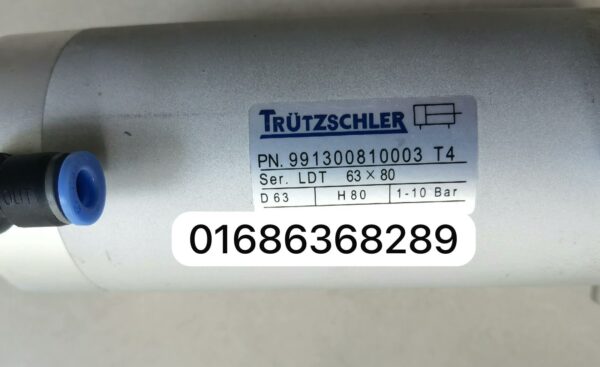 TRÜTZSCHLER
PN. 991300810003 T4
Ser. LDT 63×80
D 63 H 80 1-10 Bar
01686368289